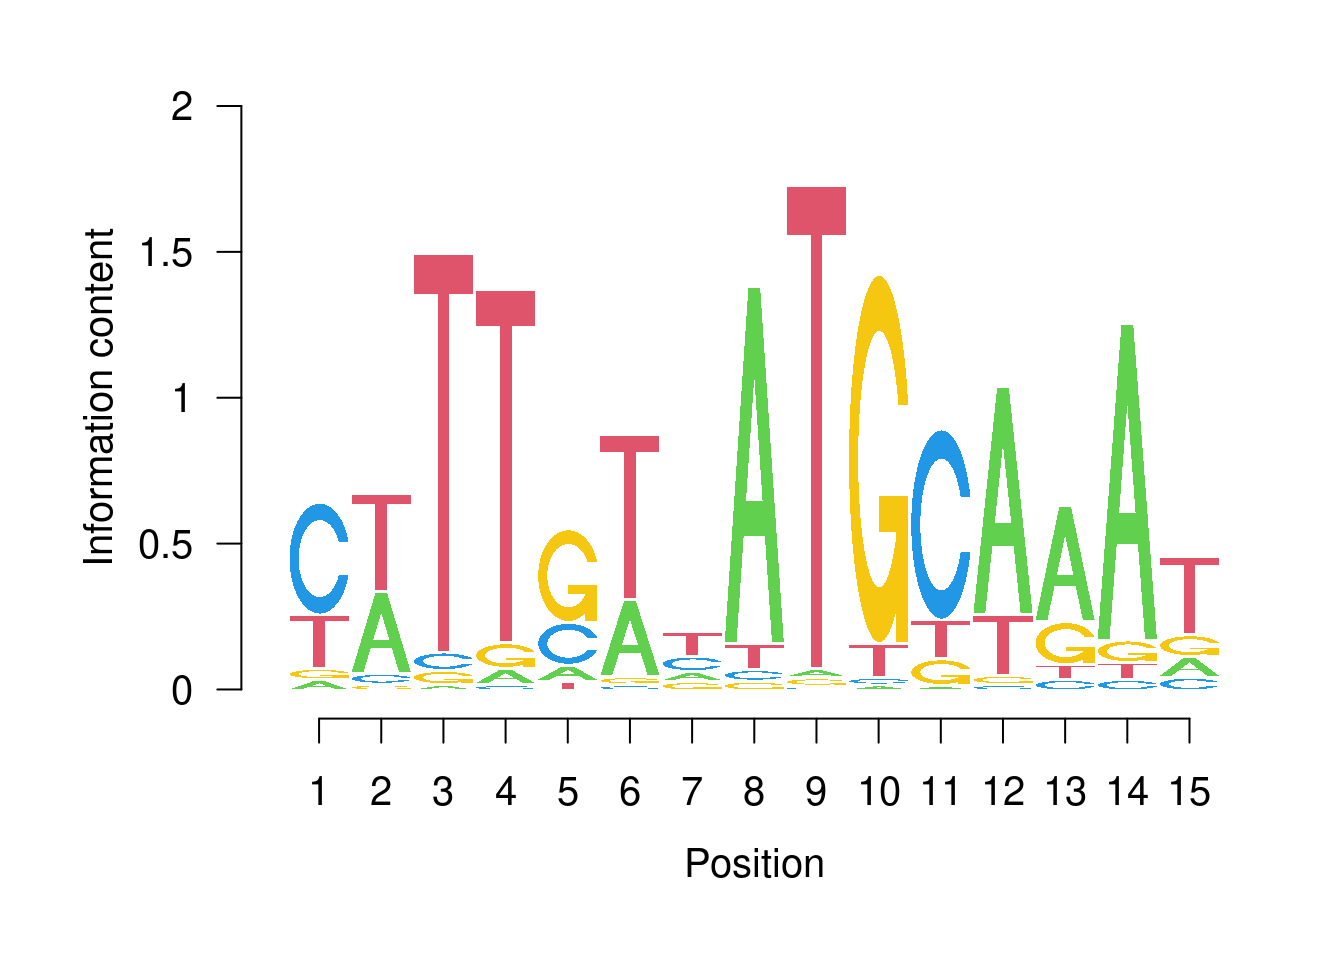 2
1.5
1
0.5
0
Information content
C T T T G T T A T G C A A A T
T A C G C A C T A T T T G G G
G C G A A G A C G C G G T T A
A G A C T C G G C A A C C C C
1 2 3 4 5 6 7 8 9 10 11 12 13 14 15
Position